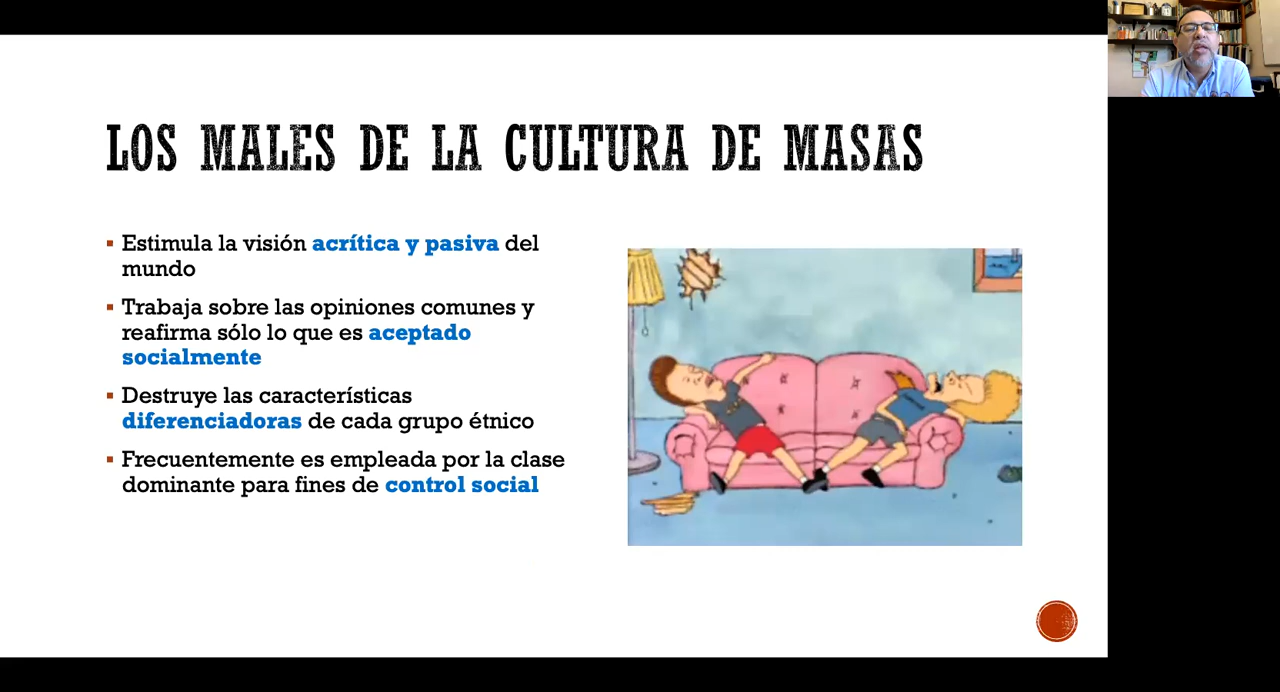 LOS MALES DE LA CULTURA DE MASAS
▪ Estimula la visión acrítica y pasiva del
mundo
▪ Trabaja sobre las opiniones comunes y
reafirma sólo lo que es aceptado
socialmente
▪ Destruye las características
diferenciadoras de cada grupo étnico
▪ Frecuentemente es empleada por la clase
dominante para fines de control social